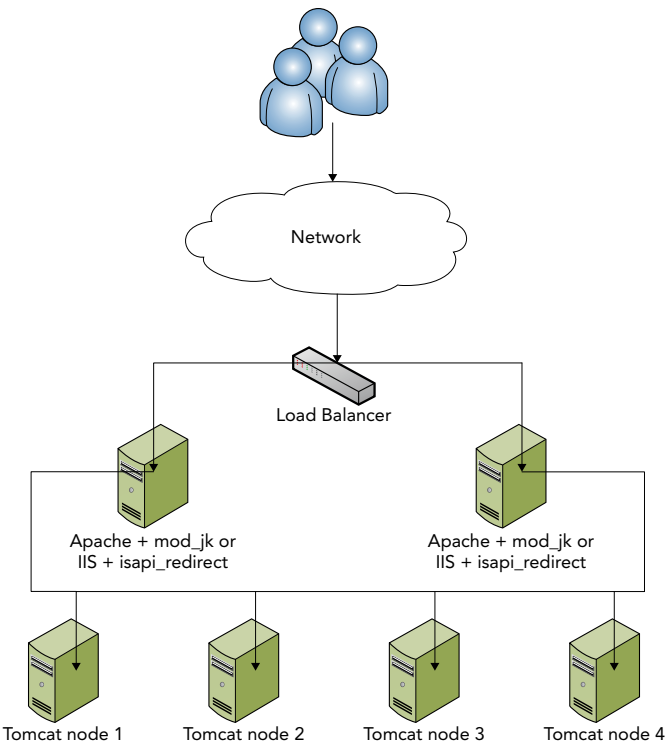 Network
Load Balancer
Apache + mod_jk or
IIS + isapi_redirect
Apache + mod_jk or
IIS + isapi_redirect
Tomcat node 1
Tomcat node 2
Tomcat node 3
Tomcat node 4